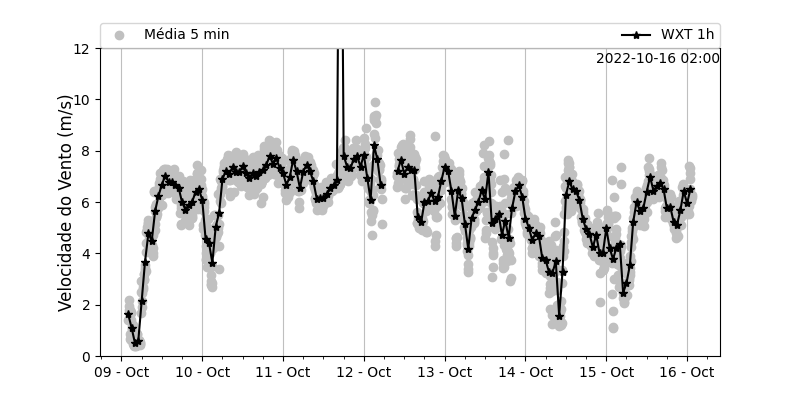 Média 5 min
WXT 1h
2022-10-16 02:00
Velocidade do Vento (m/s)
12
10
8
6
4
2
0
09 - Oct
10 - Oct
11 - Oct
12 - Oct
13 - Oct
14 - Oct
15 - Oct
16 - Oct